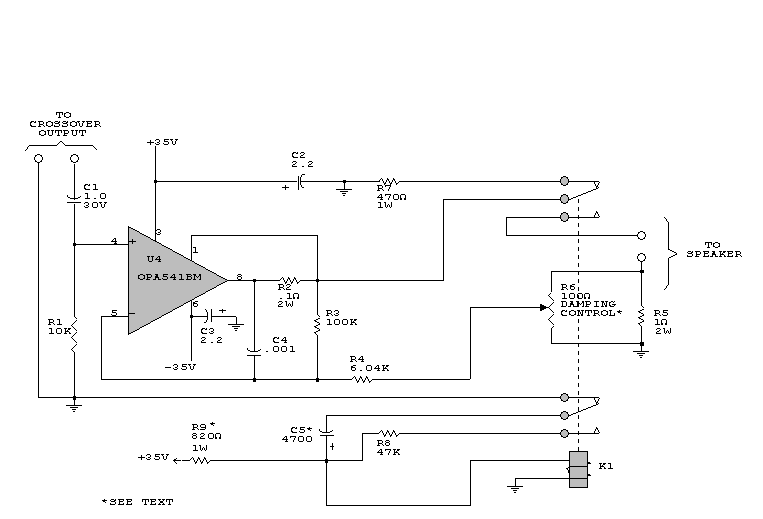 TO
CROSSOVER
OUTPUT
+35V
C2
2.2
+
C1
1.0
30V
R7
470Ω
1W
3
4
+
1
U4
OPA541BM
8
TO
SPEAKER
R2
.1Ω
2W
R6
100Ω
DAMPING
CONTROL*
5
−
6
+
C3
2.2
R3
100K
R1
10K
R5
1Ω
2W
C4
.001
R4
6.04K
−35V
R9*
820Ω
1W
C5*
4700
+
R8
47K
+35V
K1
*SEE TEXT